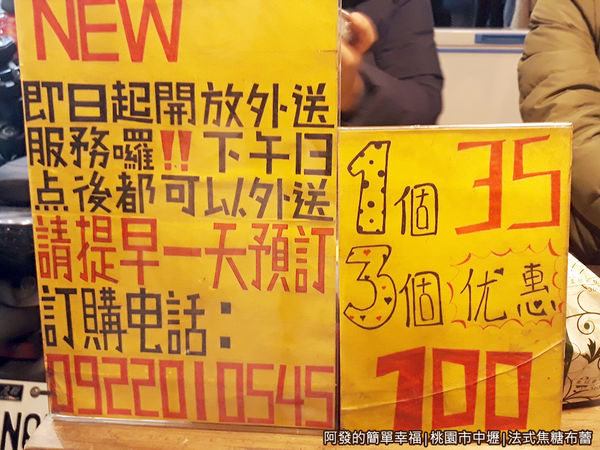 NEW
即日起開放外送
服務囉!!下午13
点後都可以外送
請提早一天預訂
訂購电話：
0922010545
1個 35
3個 优惠
100
阿發的簡單幸福|桃園市中壢|法式焦糖布蕾